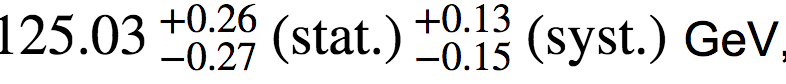 125.03 +0.26 −0.27 (stat.) +0.13 −0.15 (syst.) GeV,